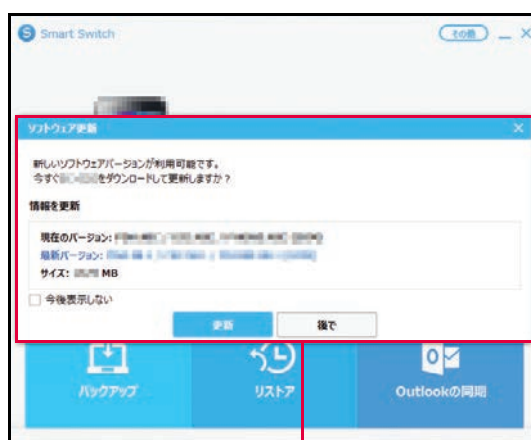 Smart Switch
その他
ソフトウェア更新
新しいソフトウェアバージョンが利用可能です。
今すぐ をダウンロードして更新しますか？
情報を更新
現在のバージョン:
最新バージョン:
サイズ: MB
今後表示しない
更新
後で
バックアップ
リストア
Outlookの同期